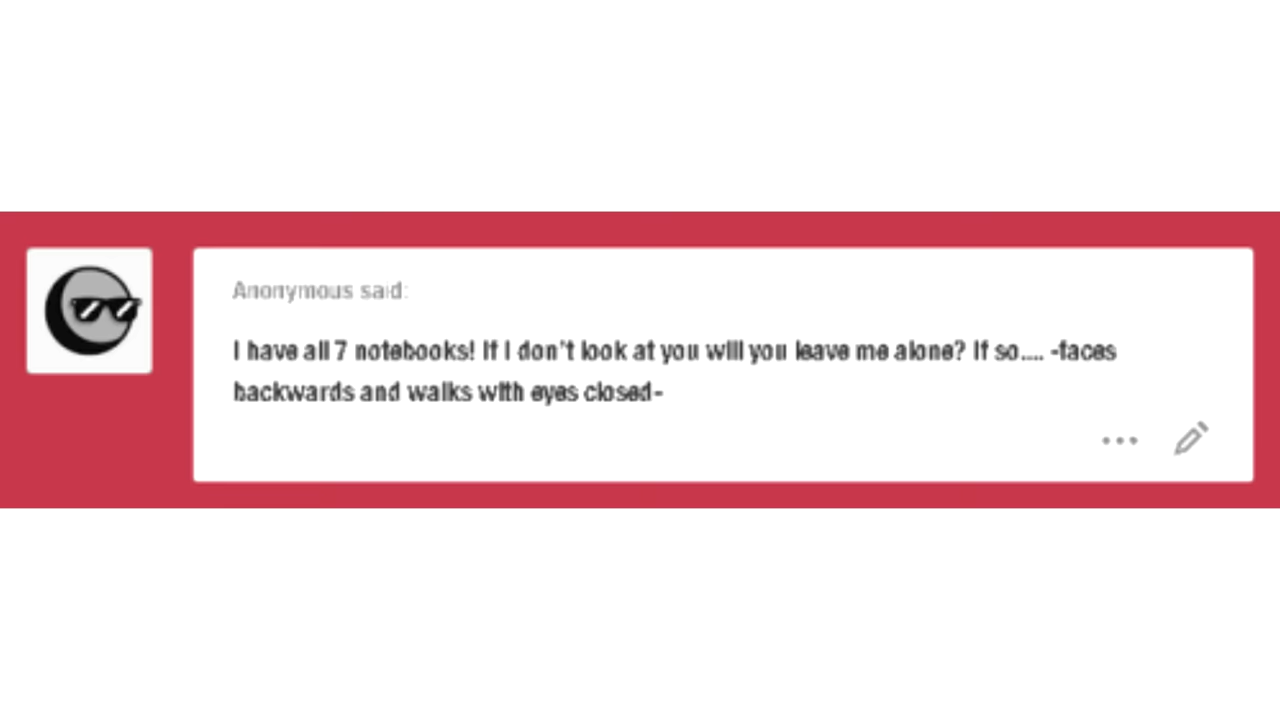 Anonymous said:
I have all 7 notebooks! If I don't look at you will you leave me alone? If so.... -faces
backwards and walks with eyes closed-